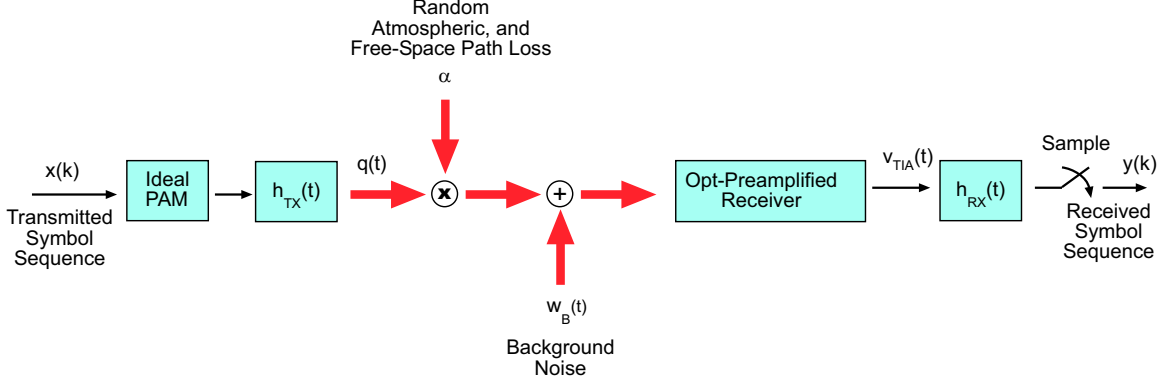 Random
Atmospheric, and
Free-Space Path Loss
α
x(k)
Transmitted
Symbol
Sequence
Ideal
PAM
h_TX(t)
q(t)
x
+
w_B(t)
Background
Noise
Opt-Preamplified
Receiver
v_TIA(t)
h_RX(t)
Sample
y(k)
Received
Symbol
Sequence